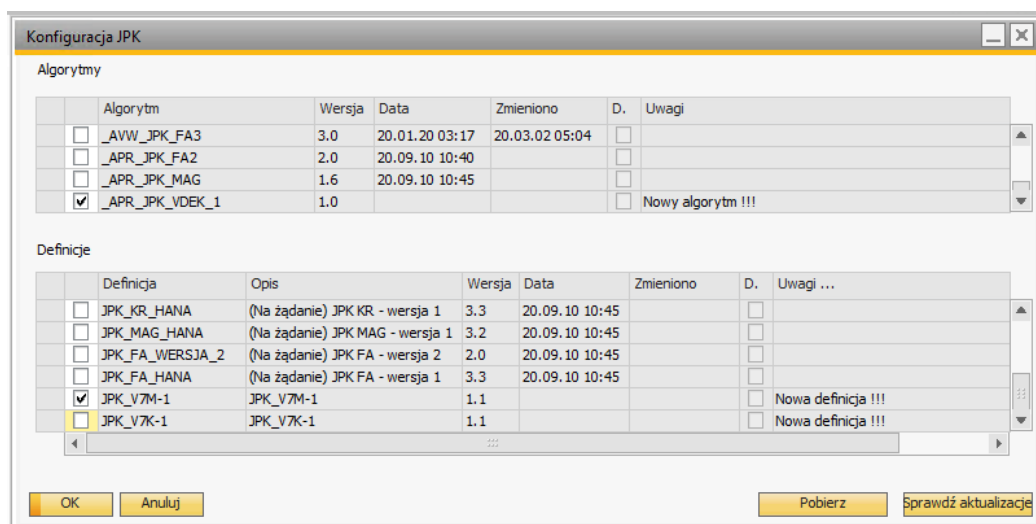 Konfiguracja JPK
Algorytmy
Algorytm Wersja Data Zmieniono D. Uwagi
_AVW_JPK_FA3 3.0 20.01.20 03:17 20.03.02 05:04
_APR_JPK_FA2 2.0 20.09.10 10:40
_APR_JPK_MAG 1.6 20.09.10 10:45
_APR_JPK_VDEK_1 1.0 Nowy algorytm !!!
Definicje
Definicja Opis Wersja Data Zmieniono D. Uwagi ...
JPK_KR_HANA (Na żądanie) JPK KR - wersja 1 3.3 20.09.10 10:45
JPK_MAG_HANA (Na żądanie) JPK MAG - wersja 1 3.2 20.09.10 10:45
JPK_FA_WERSJA_2 (Na żądanie) JPK FA - wersja 2 2.0 20.09.10 10:45
JPK_FA_HANA (Na żądanie) JPK FA - wersja 1 3.3 20.09.10 10:45
JPK_V7M-1 JPK_V7M-1 1.1 Nowa definicja !!!
JPK_V7K-1 JPK_V7K-1 1.1 Nowa definicja !!!
OK Anuluj Pobierz Sprawdź aktualizacje